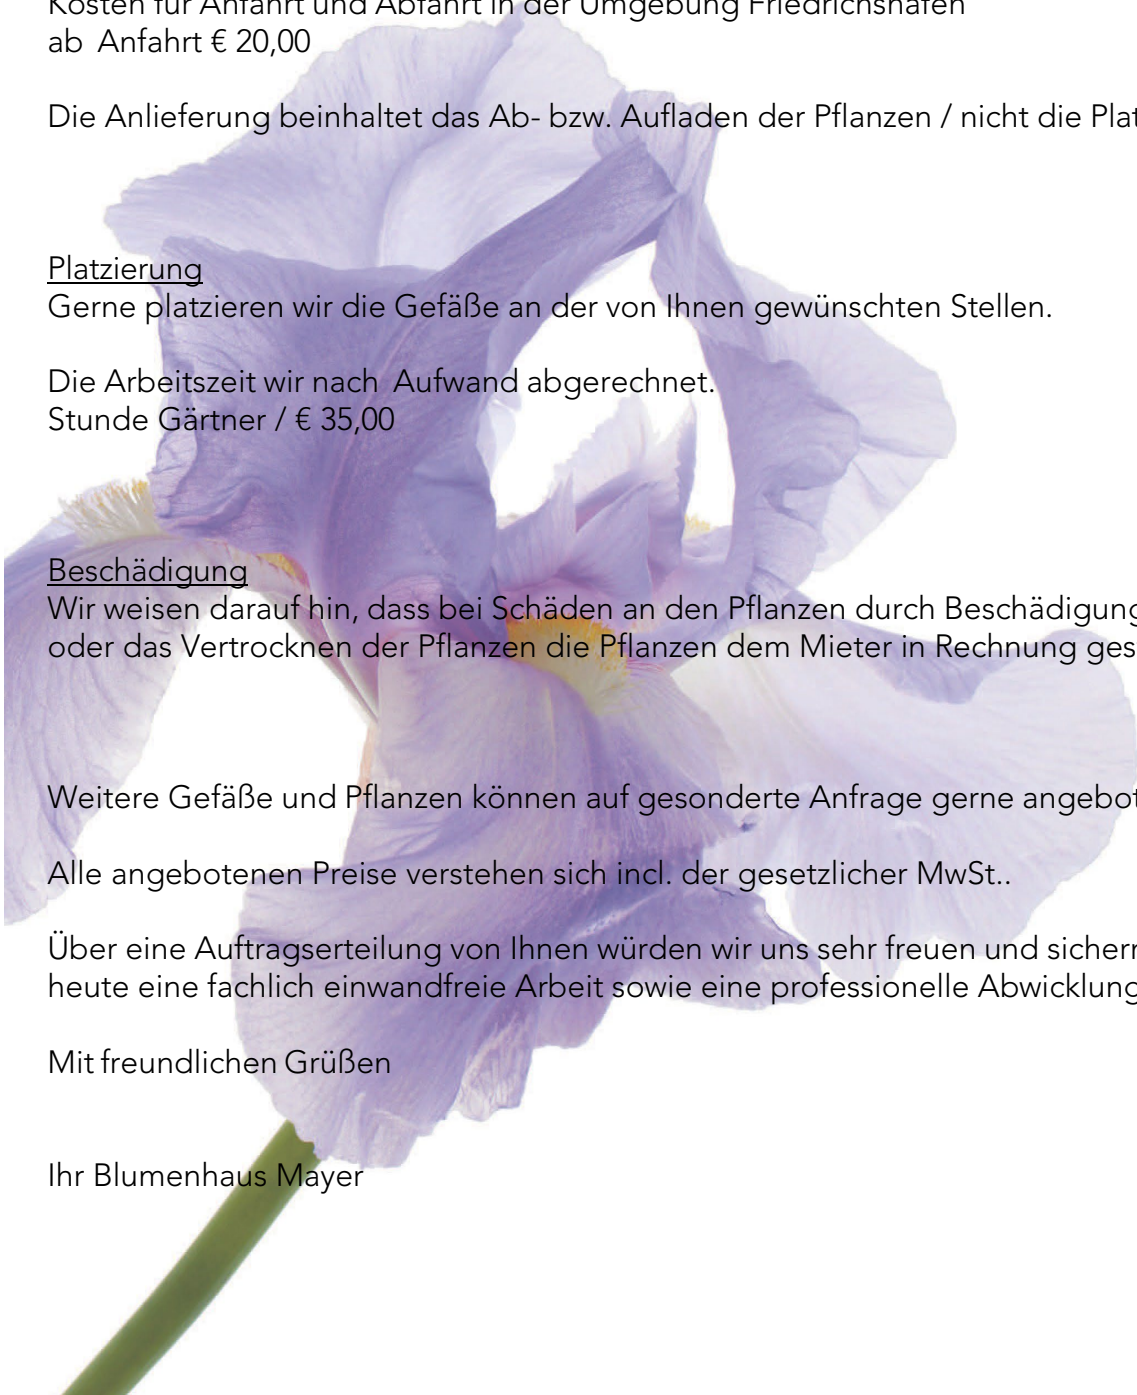 Kosten für Anfahrt und Abfahrt in der Umgebung Friedrichshafen
ab Anfahrt € 20,00
Die Anlieferung beinhaltet das Ab- bzw. Aufladen der Pflanzen / nicht die Plat
Platzierung
Gerne platzieren wir die Gefäße an der von Ihnen gewünschten Stellen.
Die Arbeitszeit wir nach Aufwand abgerechnet.
Stunde Gärtner / € 35,00
Beschädigung
Wir weisen darauf hin, dass bei Schäden an den Pflanzen durch Beschädigung
oder das Vertrocknen der Pflanzen die Pflanzen dem Mieter in Rechnung ges
Weitere Gefäße und Pflanzen können auf gesonderte Anfrage gerne angebot
Alle angebotenen Preise verstehen sich incl. der gesetzlicher MwSt..
Über eine Auftragserteilung von Ihnen würden wir uns sehr freuen und sichern
heute eine fachlich einwandfreie Arbeit sowie eine professionelle Abwicklung
Mit freundlichen Grüßen
Ihr Blumenhaus Mayer